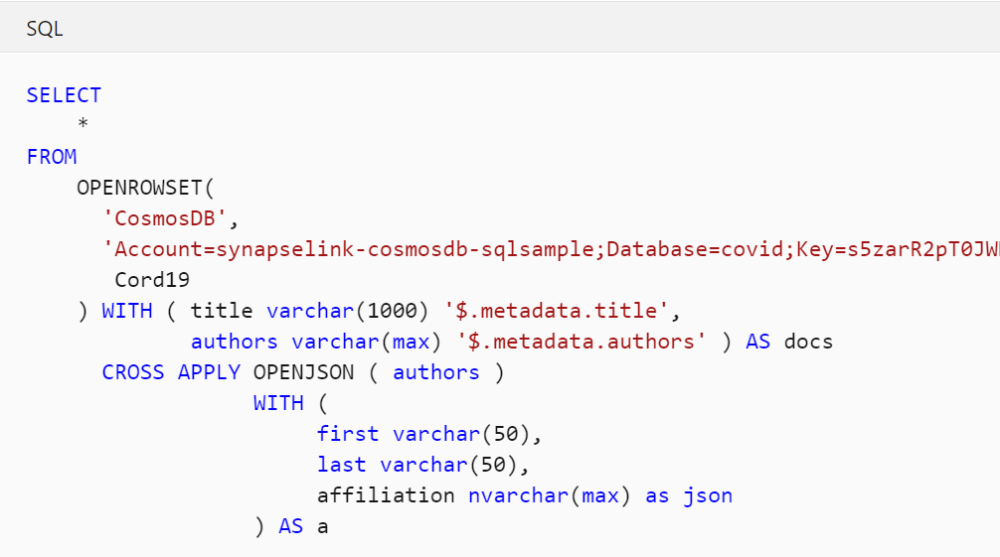 SQL
SELECT
*
FROM
OPENROWSET(
'CosmosDB',
'Account=synapselink-cosmosdb-sqlsample;Database=covid;Key=s5zarR2pT0JW
Cord19
) WITH ( title varchar(1000) '$.metadata.title',
authors varchar(max) '$.metadata.authors' ) AS docs
CROSS APPLY OPENJSON ( authors )
WITH (
first varchar(50),
last varchar(50),
affiliation nvarchar(max) as json
) AS a